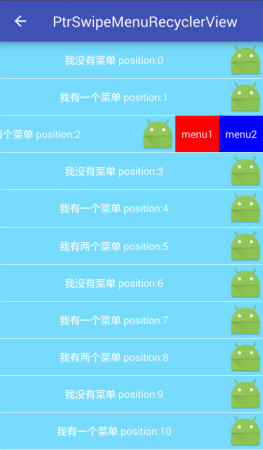 PtrSwipeMenuRecyclerView
我没有菜单 position:0
我有一个菜单 position:1
个菜单 position:2 menu1 menu2
我没有菜单 position:3
我有一个菜单 position:4
我有两个菜单 position:5
我没有菜单 position:6
我有一个菜单 position:7
我有两个菜单 position:8
我没有菜单 position:9
我有一个菜单 position:10